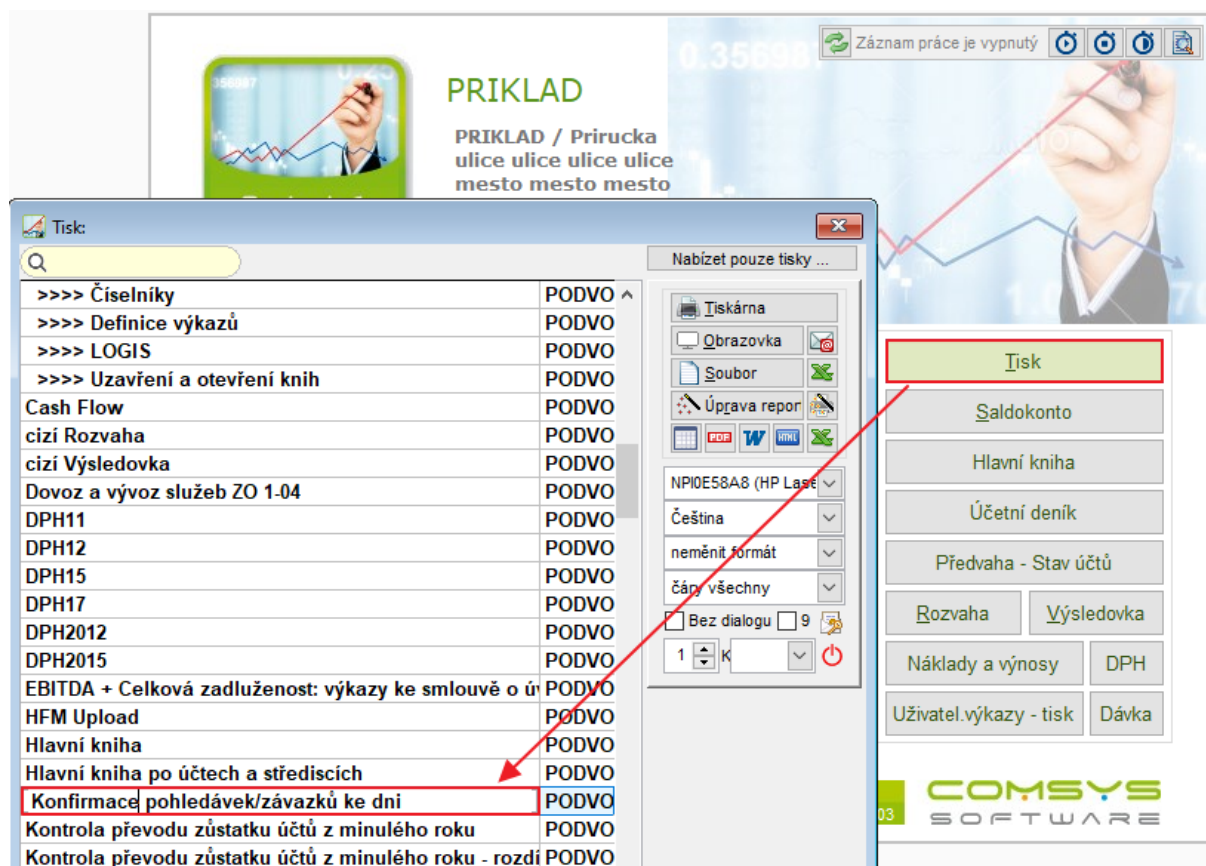 Záznam práce je vypnutý
PRIKLAD
PRIKLAD / Prirucka
ulice ulice ulice ulice
mesto mesto mesto
Tisk:
Nabízet pouze tisky ...
>>>> Číselníky PODVO
>>>> Definice výkazů PODVO
>>>> LOGIS PODVO
>>>> Uzavření a otevření knih PODVO
Cash Flow PODVO
cizí Rozvaha PODVO
cizí Výsledovka PODVO
Dovoz a vývoz služeb ZO 1-04 PODVO
DPH11 PODVO
DPH12 PODVO
DPH15 PODVO
DPH17 PODVO
DPH2012 PODVO
DPH2015 PODVO
EBITDA + Celková zadluženost: výkazy ke smlouvě o úv PODVO
HFM Upload PODVO
Hlavní kniha PODVO
Hlavní kniha po účtech a střediscích PODVO
Konfirmace pohledávek/závazků ke dni PODVO
Kontrola převodu zůstatku účtů z minulého roku PODVO
Kontrola převodu zůstatku účtů z minulého roku - rozdí PODVO
Tiskárna
Obrazovka
Soubor
Úprava repor
PDF W HTML
NPI0E58A8 (HP Lase
Čeština
neměnit formát
čáry všechny
Bez dialogu 9
1 K
Tisk
Saldokonto
Hlavní kniha
Účetní deník
Předvaha - Stav účtů
Rozvaha Výsledovka
Náklady a výnosy DPH
Uživatel.výkazy - tisk Dávka
03
COMSYS
SOFTWARE